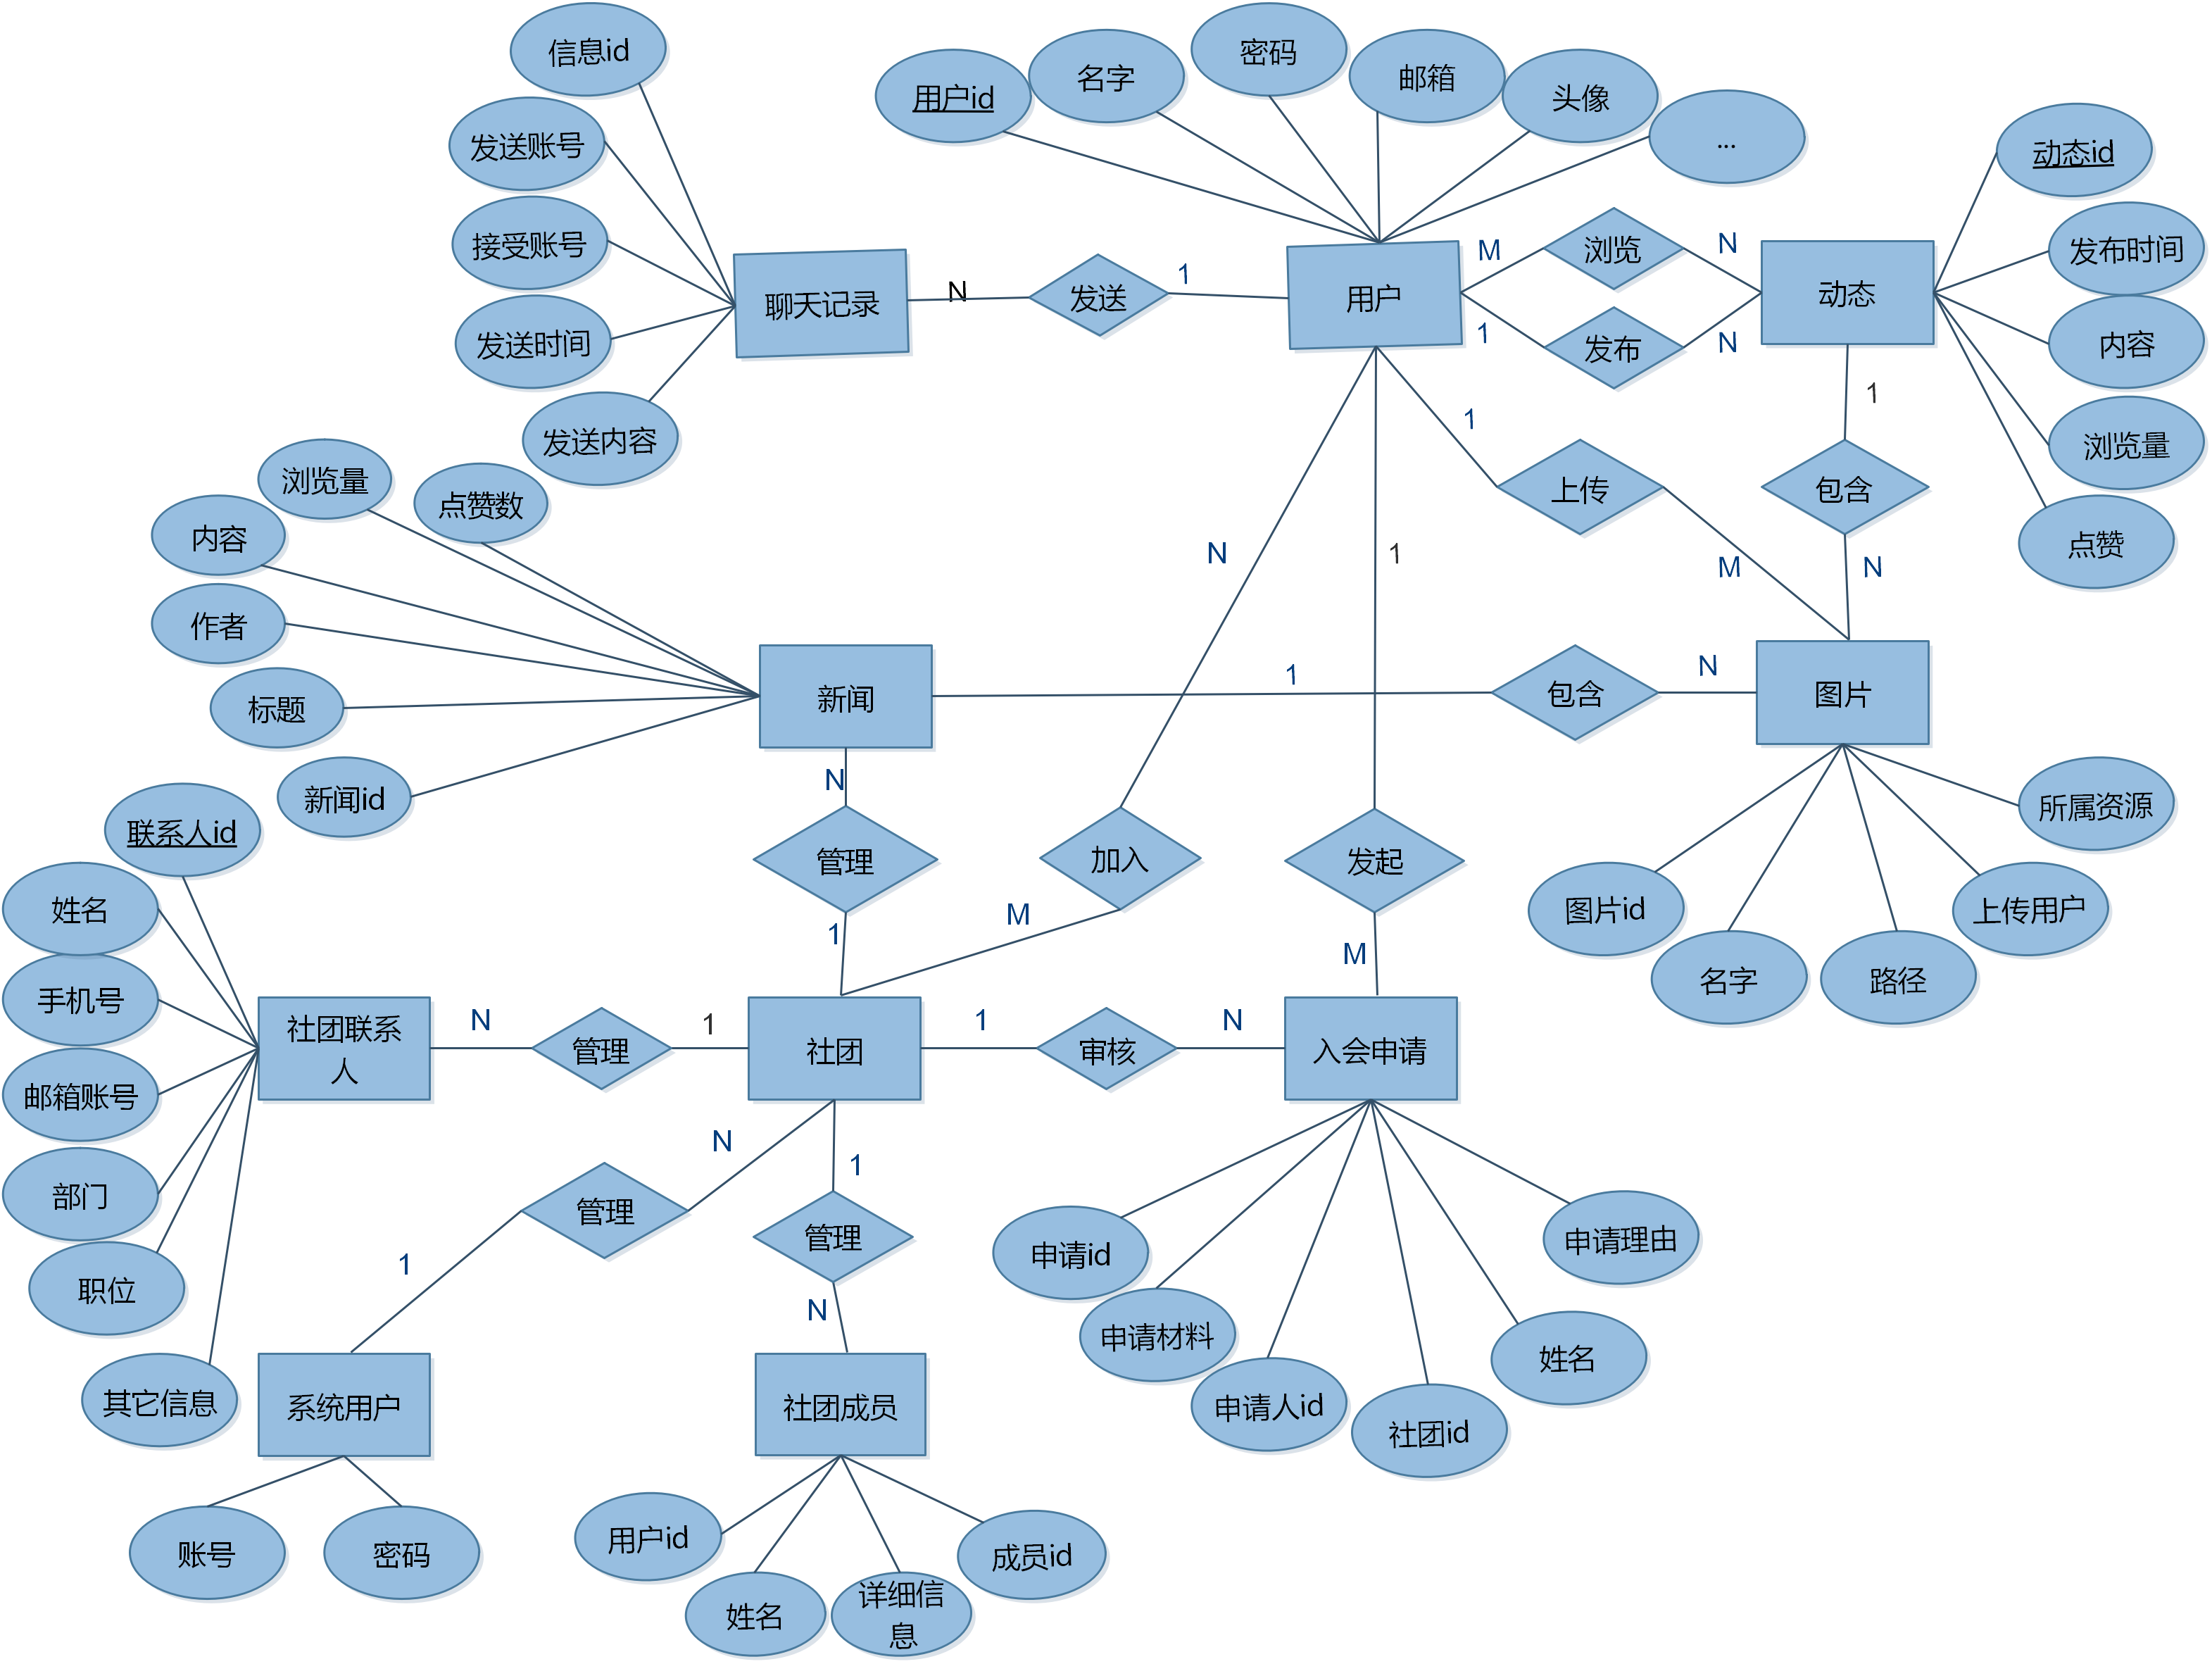 信息id
用户id
名字
密码
邮箱
头像
...
动态id
发送账号
接受账号
发送时间
发送内容
聊天记录
N
发送
1
用户
M
浏览
N
1
发布
N
动态
发布时间
内容
浏览量
点赞
1
上传
M
1
包含
N
浏览量
点赞数
内容
作者
标题
新闻id
新闻
1
包含
N
图片
N
1
图片id
名字
路径
上传用户
所属资源
N
管理
1
加入
M
发起
M
联系人id
姓名
手机号
邮箱账号
部门
职位
其它信息
社团联系
人
N
管理
1
社团
1
审核
N
入会申请
N
管理
1
1
管理
N
申请id
申请材料
申请人id
社团id
姓名
申请理由
系统用户
账号
密码
社团成员
用户id
姓名
详细信
息
成员id